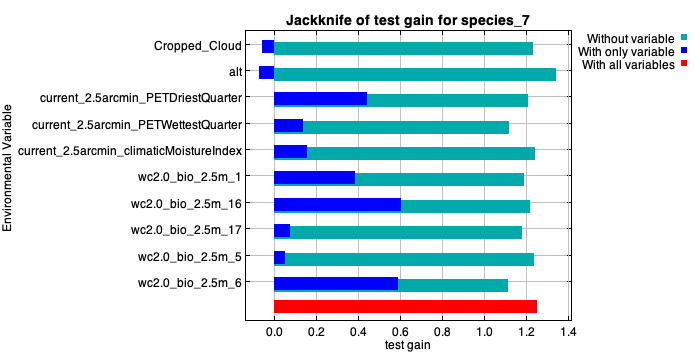 Jackknife of test gain for species_7
Without variable
With only variable
With all variables
Environmental Variable
Cropped_Cloud
alt
current_2.5arcmin_PETDriestQuarter
current_2.5arcmin_PETWettestQuarter
current_2.5arcmin_climaticMoistureIndex
wc2.0_bio_2.5m_1
wc2.0_bio_2.5m_16
wc2.0_bio_2.5m_17
wc2.0_bio_2.5m_5
wc2.0_bio_2.5m_6
0.0 0.2 0.4 0.6 0.8 1.0 1.2 1.4
test gain